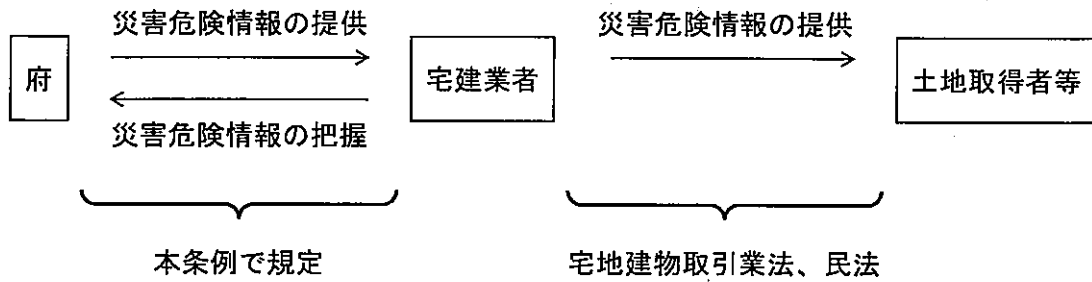 災害危険情報の提供
災害危険情報の提供
府
宅建業者
土地取得者等
災害危険情報の把握
本条例で規定
宅地建物取引業法、民法